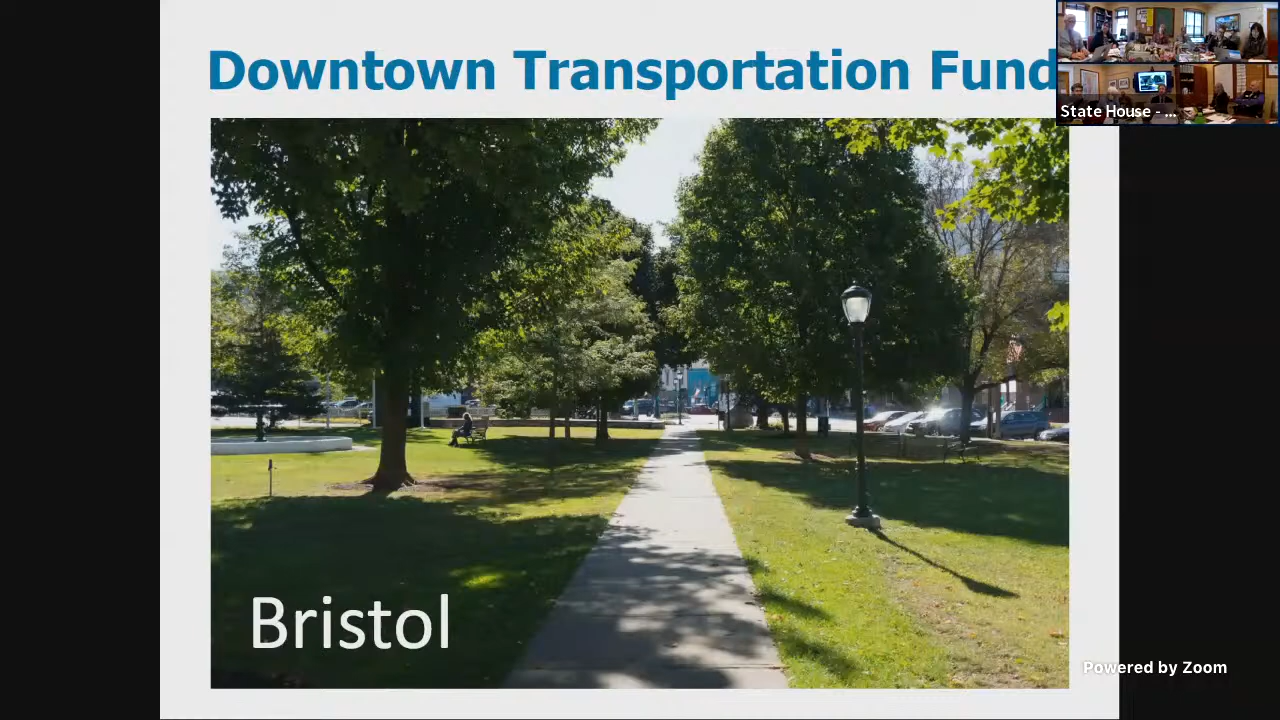 Downtown Transportation Fund
State House - ...
Bristol
Powered by Zoom